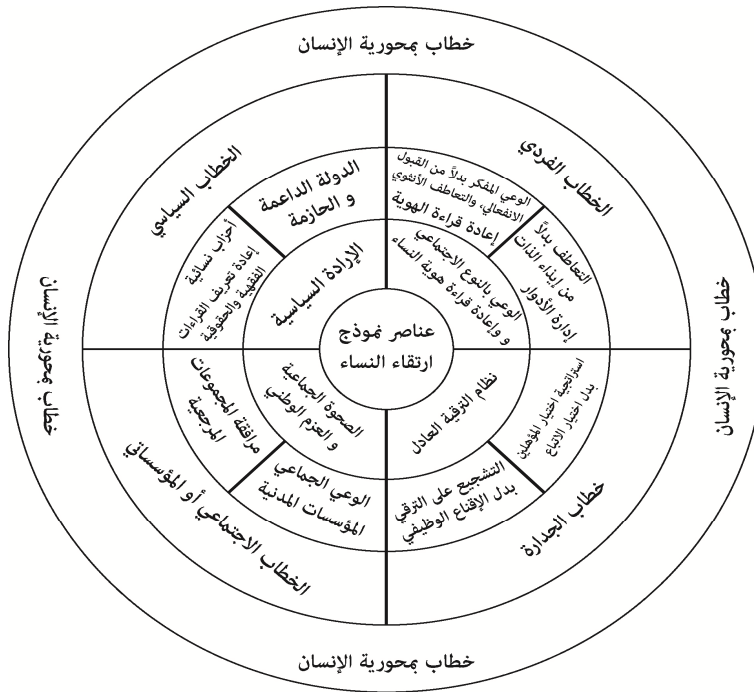 خطاب بمحورية الإنسان
خطاب بمحورية الإنسان
خطاب بمحورية الإنسان
خطاب بمحورية الإنسان
الخطاب الفردي
الوعي المفكر بدلاً من القبول
الانفعالي، والتعاطف الأنثوي
إعادة قراءة الهوية
التعاطف بدلاً
من إيذاء الذات
إدارة الأدوار
الوعي بالنوع الاجتماعي
و وإعادة قراءة هوية النساء
الخطاب السياسي
الدولة الداعمة
و الحازمة
أحزاب نسائية
إعادة تعريف القراءات
الفقهية والحقوقية
الإرادة السياسية
عناصر نموذج
ارتقاء النساء
الصحوة الجماعية
و العزم الوطني
مرافقة المجموعات
المرجعية
الوعي الجماعي
المؤسسات المدنية
الخطاب الاجتماعي أو المؤسساتي
نظام الترقية العادل
استراتجية اختيار المؤهلين
بدل اختيار الاتباع
التشجيع على الترقي
بدل الإقناع الوظيفي
خطاب الجدارة